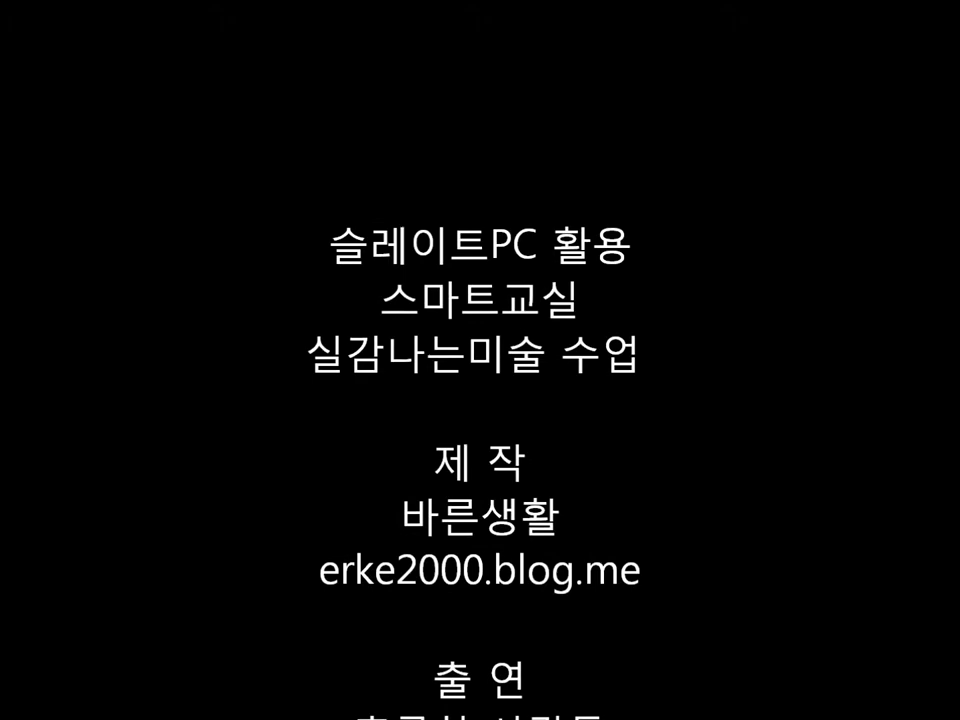 슬레이트PC 활용
스마트교실
실감나는미술 수업
제 작
바른생활
erke2000.blog.me
출 연